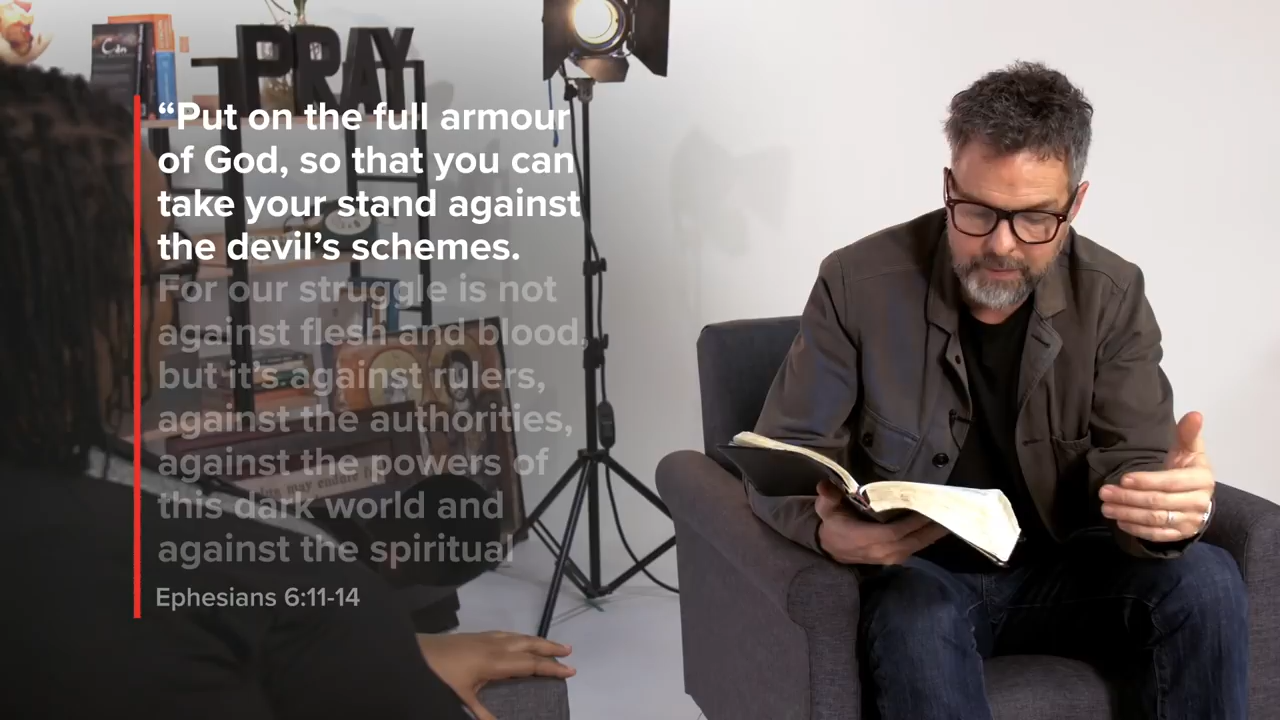 PRAY
“Put on the full armour
of God, so that you can
take your stand against
the devil’s schemes.
For our struggle is not
against flesh and blood,
but it’s against rulers,
against the authorities,
against the powers of
this dark world and
against the spiritual
Ephesians 6:11-14
may endure